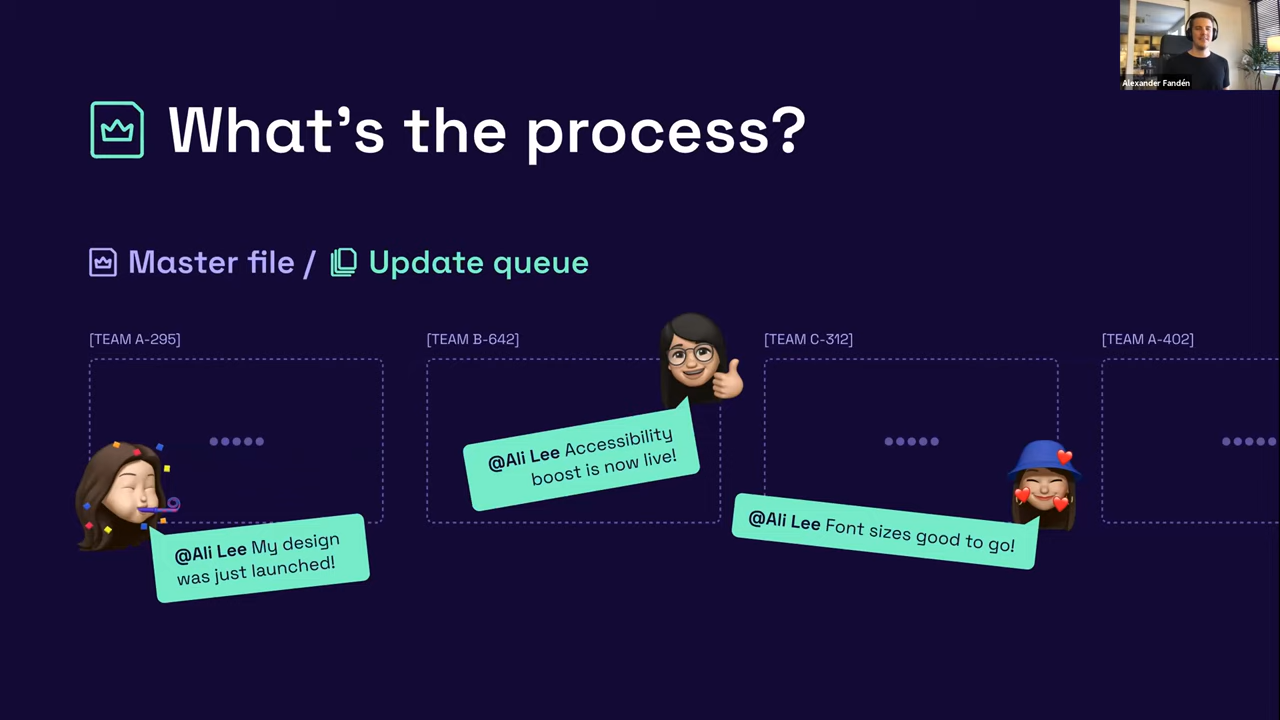 Alexander Fandén
What's the process?
Master file / Update queue
[TEAM A-295]
[TEAM B-642]
[TEAM C-312]
[TEAM A-402]
@Ali Lee Accessibility
boost is now live!
@Ali Lee Font sizes good to go!
@Ali Lee My design
was just launched!